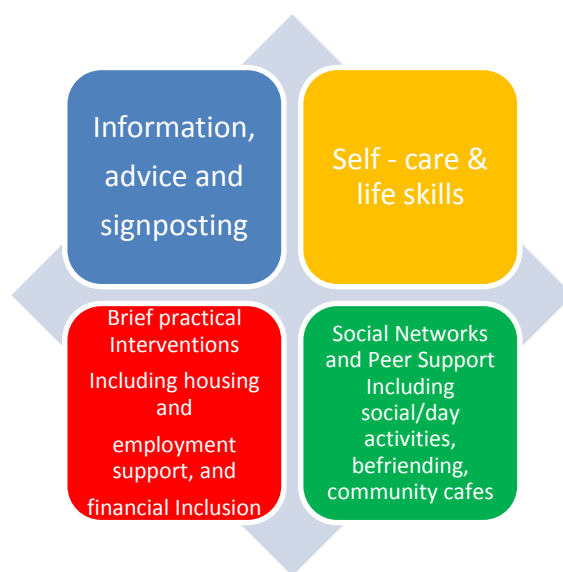 Information,
advice and
signposting
Self - care &
life skills
Brief practical
Interventions
Including housing
and
employment
support, and
financial Inclusion
Social Networks
and Peer Support
Including
social/day
activities,
befriending,
community cafes